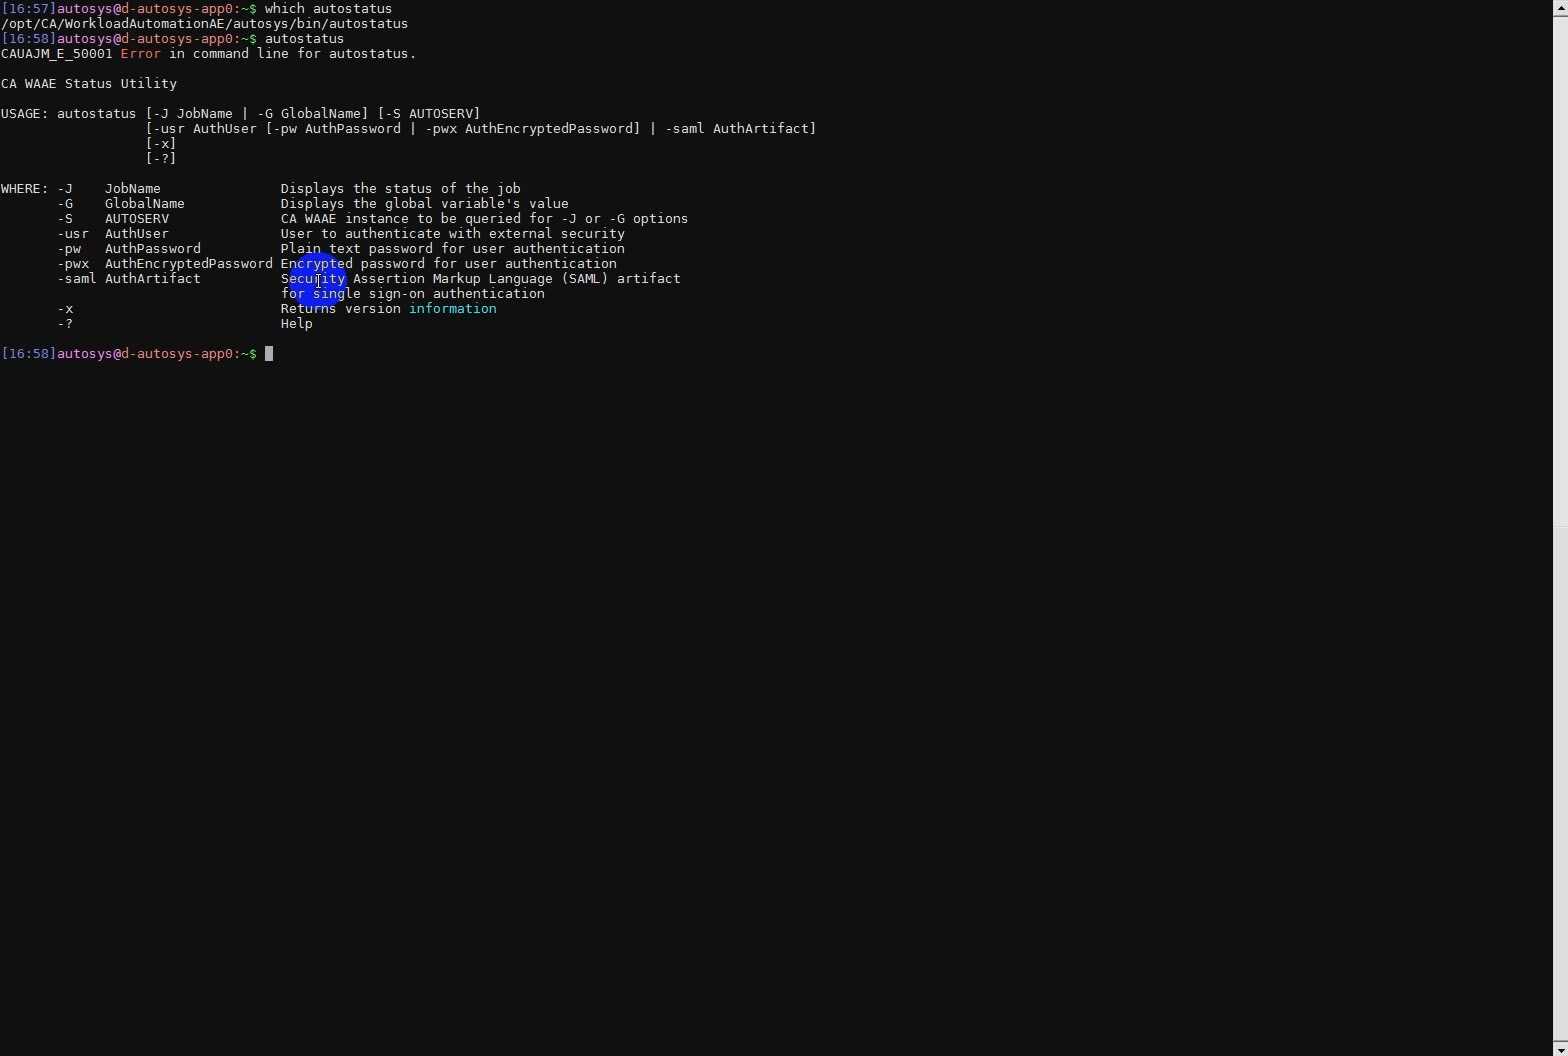 [16:57]autosys@d-autosys-app0:~$ which autostatus
/opt/CA/WorkloadAutomationAE/autosys/bin/autostatus
[16:58]autosys@d-autosys-app0:~$ autostatus
CAUAJM_E_50001 Error in command line for autostatus.
CA WAAE Status Utility
USAGE: autostatus [-J JobName | -G GlobalName] [-S AUTOSERV]
[-usr AuthUser [-pw AuthPassword | -pwx AuthEncryptedPassword] | -saml AuthArtifact]
[-x]
[-?]
WHERE: -J    JobName               Displays the status of the job
-G    GlobalName            Displays the global variable's value
-S    AUTOSERV              CA WAAE instance to be queried for -J or -G options
-usr  AuthUser              User to authenticate with external security
-pw   AuthPassword          Plain text password for user authentication
-pwx  AuthEncryptedPassword Encrypted password for user authentication
-saml AuthArtifact          Security Assertion Markup Language (SAML) artifact
for single sign-on authentication
-x                          Returns version information
-?                          Help
[16:58]autosys@d-autosys-app0:~$